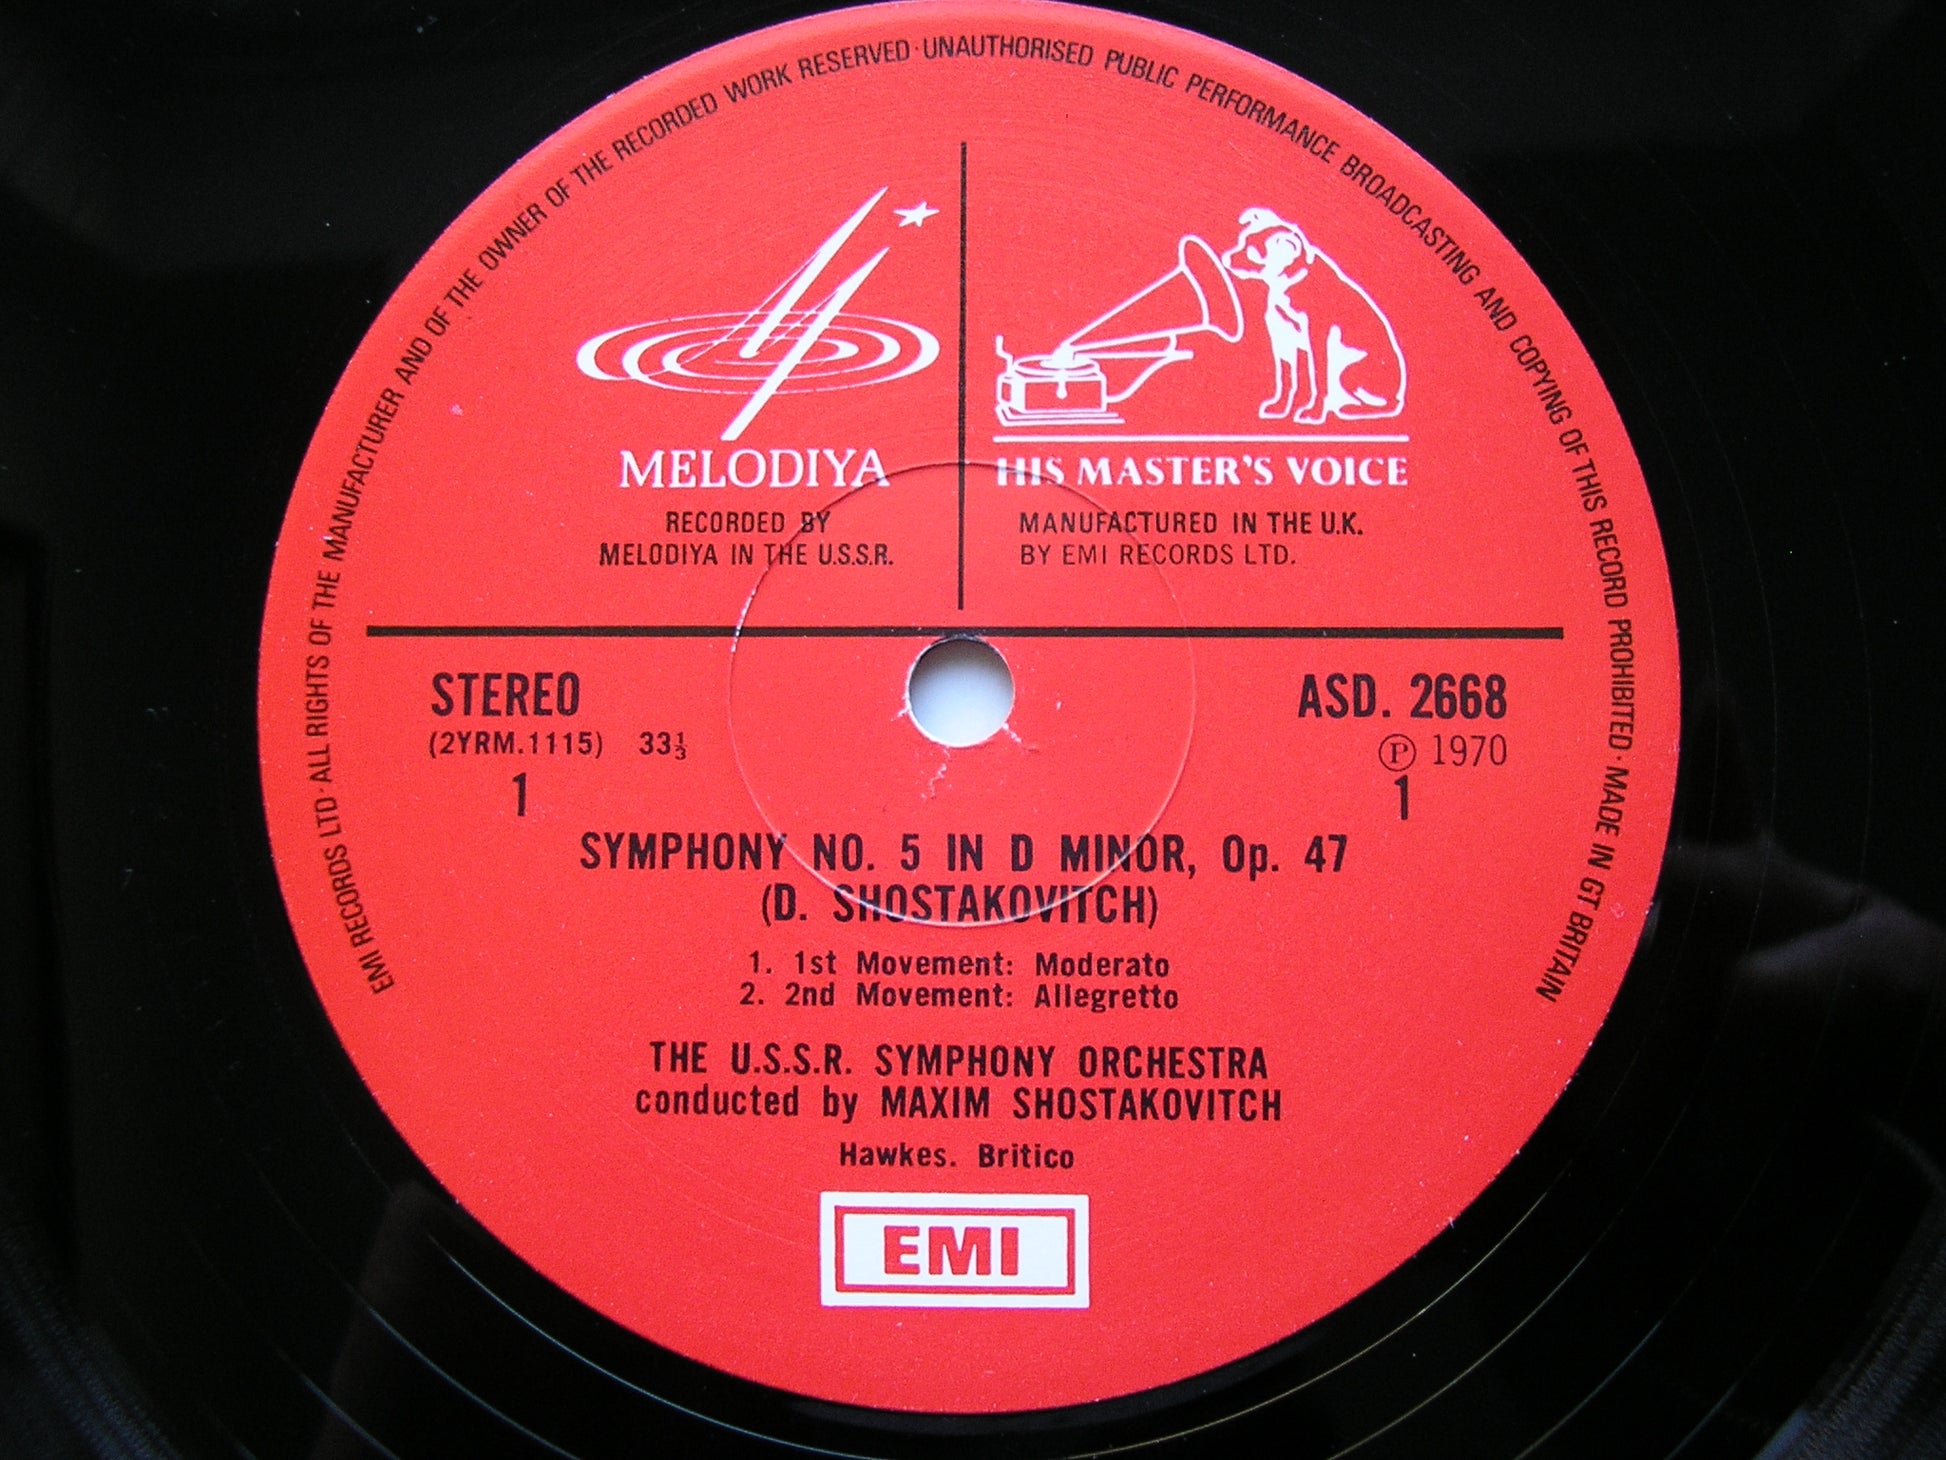 EMI RECORDS LTD · ALL RIGHTS OF THE MANUFACTURER AND OF THE OWNER OF THE RECORDED WORK RESERVED · UNAUTHORISED PUBLIC PERFORMANCE BROADCASTING AND COPYING OF THIS RECORD PROHIBITED · MADE IN GT BRITAIN
MELODIYA
RECORDED BY
MELODIYA IN THE U.S.S.R.
HIS MASTER'S VOICE
MANUFACTURED IN THE U.K.
BY EMI RECORDS LTD.
STEREO
(2YRM.1115) 33⅓
1
ASD. 2668
℗ 1970
1
SYMPHONY NO. 5 IN D MINOR, Op. 47
(D. SHOSTAKOVITCH)
1. 1st Movement: Moderato
2. 2nd Movement: Allegretto
THE U.S.S.R. SYMPHONY ORCHESTRA
conducted by MAXIM SHOSTAKOVITCH
Hawkes. Britico
EMI